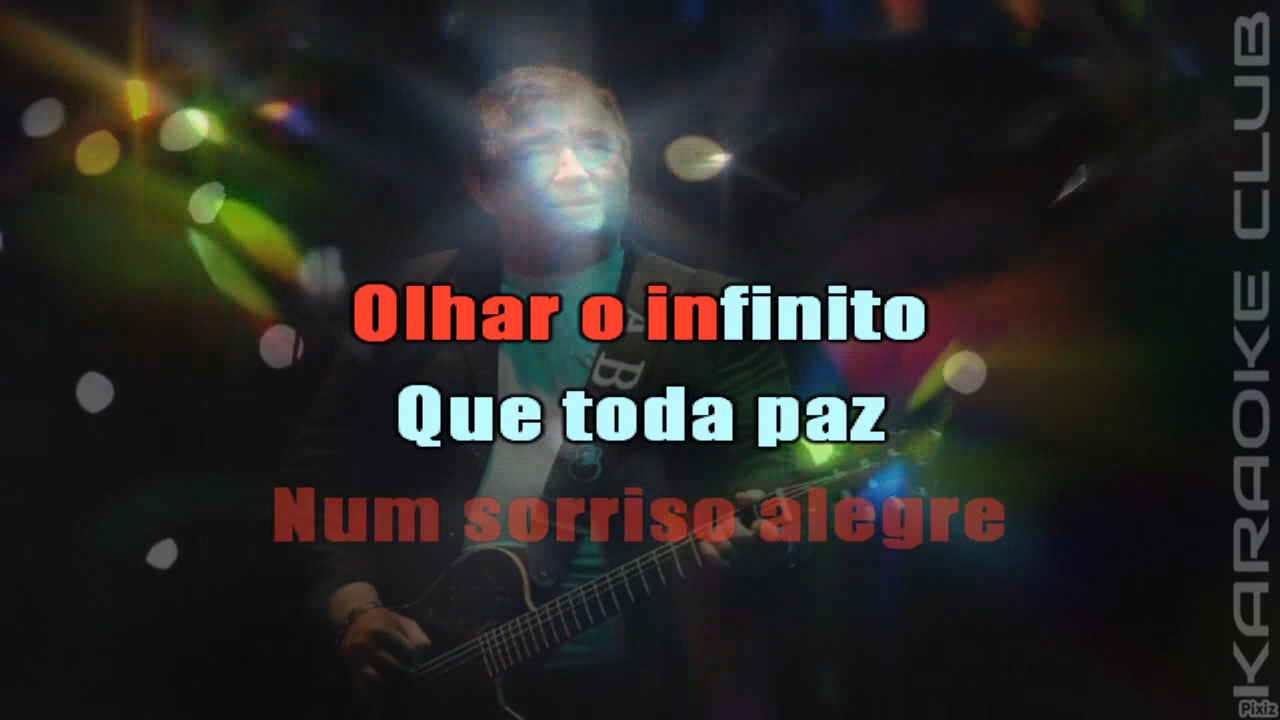 Olhar o infinito
Que toda paz
Num sorriso alegre
KARAOKE CLUB
Pixiz
A B